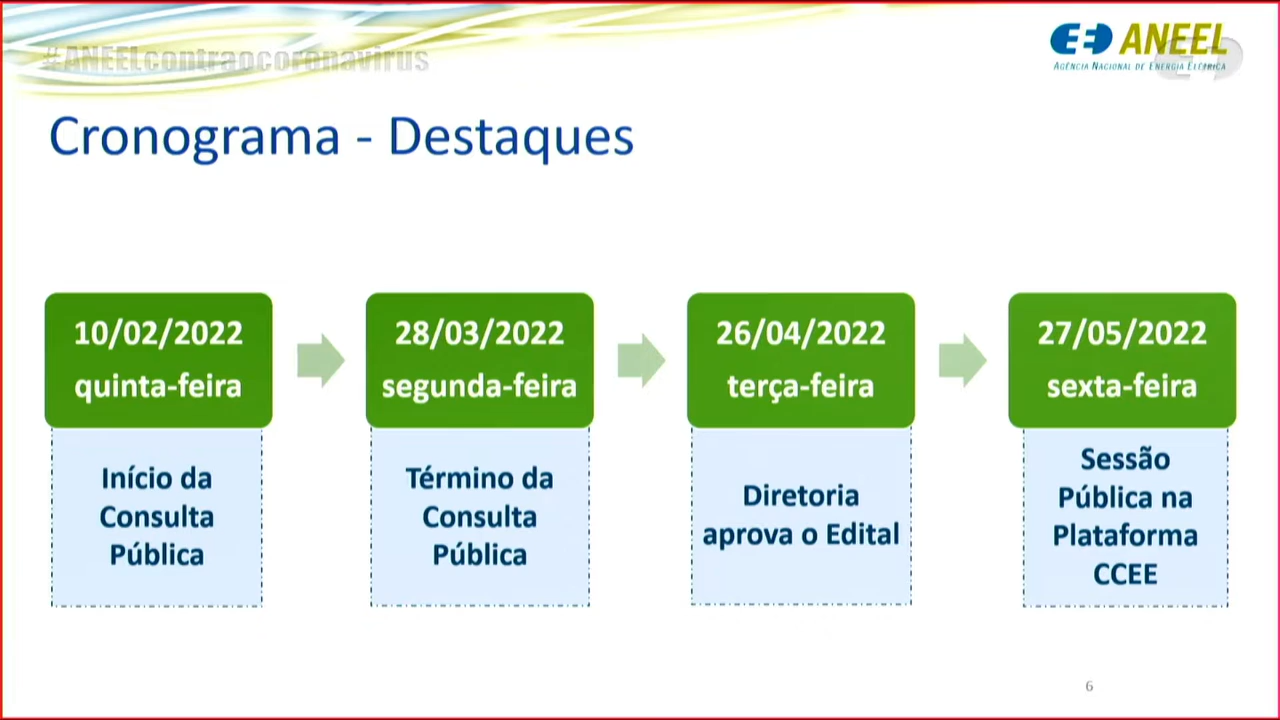 #ANEELcontraocoronavirus
ANEEL
AGÊNCIA NACIONAL DE ENERGIA ELÉTRICA
Cronograma - Destaques
10/02/2022
quinta-feira
Início da
Consulta
Pública
28/03/2022
segunda-feira
Término da
Consulta
Pública
26/04/2022
terça-feira
Diretoria
aprova o Edital
27/05/2022
sexta-feira
Sessão
Pública na
Plataforma
CCEE
6